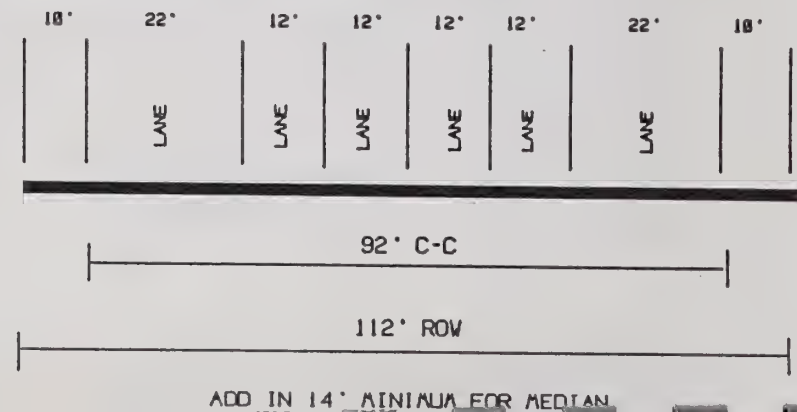 10' 22' 12' 12' 12' 12' 22' 10'
LANE LANE LANE LANE LANE LANE
92' C-C
112' ROW
ADD IN 14' MINIMUM FOR MEDIAN